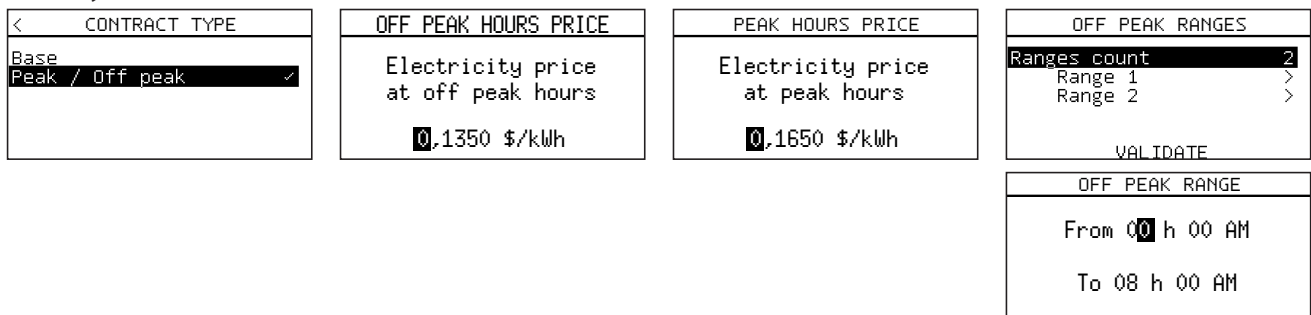 < CONTRACT TYPE
Base
Peak / Off peak ✓
OFF PEAK HOURS PRICE
Electricity price
at off peak hours
0,1350 $/kWh
PEAK HOURS PRICE
Electricity price
at peak hours
0,1650 $/kWh
OFF PEAK RANGES
Ranges count 2
Range 1 >
Range 2 >
VALIDATE
OFF PEAK RANGE
From 00 h 00 AM
To 08 h 00 AM